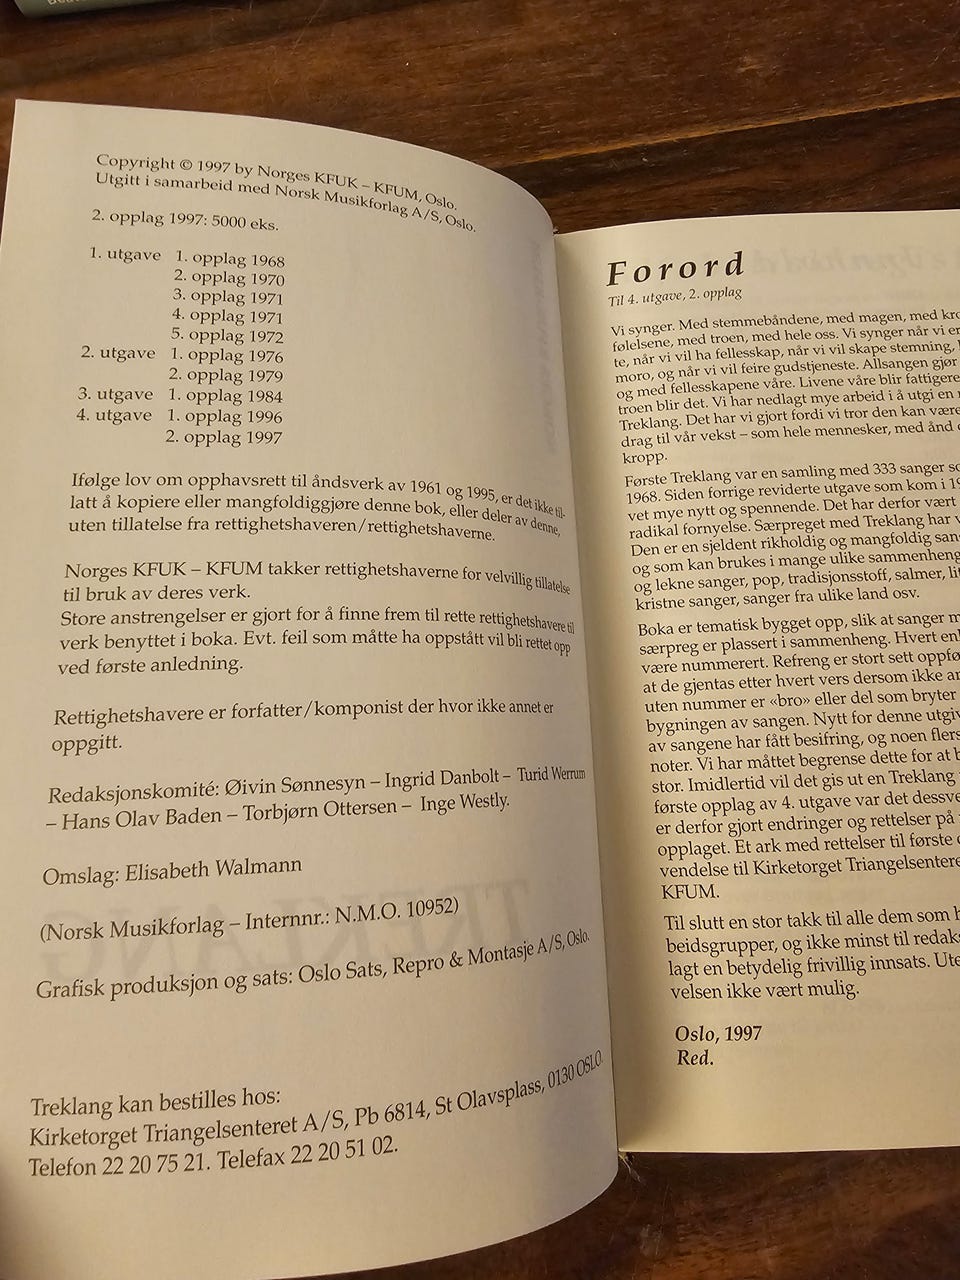 Copyright © 1997 by Norges KFUK – KFUM, Oslo.
Utgitt i samarbeid med Norsk Musikforlag A/S, Oslo.
2. opplag 1997: 5000 eks.
1. utgave 1. opplag 1968
2. opplag 1970
3. opplag 1971
4. opplag 1971
5. opplag 1972
2. utgave 1. opplag 1976
2. opplag 1979
3. utgave 1. opplag 1984
4. utgave 1. opplag 1996
2. opplag 1997
Ifølge lov om opphavsrett til åndsverk av 1961 og 1995, er det ikke til-
latt å kopiere eller mangfoldiggjøre denne bok, eller deler av denne,
uten tillatelse fra rettighetshaveren/rettighetshaverne.
Norges KFUK – KFUM takker rettighetshaverne for velvillig tillatelse
til bruk av deres verk.
Store anstrengelser er gjort for å finne frem til rette rettighetshavere til
verk benyttet i boka. Evt. feil som måtte ha oppstått vil bli rettet opp
ved første anledning.
Rettighetshavere er forfatter/komponist der hvor ikke annet er
oppgitt.
Redaksjonskomité: Øivin Sønnesyn – Ingrid Danbolt – Turid Werrum
– Hans Olav Baden – Torbjørn Ottersen – Inge Westly.
Omslag: Elisabeth Walmann
(Norsk Musikforlag – Internnr.: N.M.O. 10952)
Grafisk produksjon og sats: Oslo Sats, Repro & Montasje A/S, Oslo.
Treklang kan bestilles hos:
Kirketorget Triangelsenteret A/S, Pb 6814, St Olavsplass, 0130 OSLO.
Telefon 22 20 75 21. Telefax 22 20 51 02.
Forord
Til 4. utgave, 2. opplag
Vi synger. Med stemmebåndene, med magen, med kro
følelsene, med troen, med hele oss. Vi synger når vi er
te, når vi vil ha fellesskap, når vi vil skape stemning,
moro, og når vi vil feire gudstjeneste. Allsangen gjør
og med fellesskapene våre. Livene våre blir fattigere
troen blir det. Vi har nedlagt mye arbeid i å utgi en
Treklang. Det har vi gjort fordi vi tror den kan være
drag til vår vekst – som hele mennesker, med ånd
kropp.
Første Treklang var en samling med 333 sanger so
1968. Siden forrige reviderte utgave som kom i 19
vet mye nytt og spennende. Det har derfor vært
radikal fornyelse. Særpreget med Treklang har v
Den er en sjeldent rikholdig og mangfoldig san
og som kan brukes i mange ulike sammenheng
og lekne sanger, pop, tradisjonsstoff, salmer, lit
kristne sanger, sanger fra ulike land osv.
Boka er tematisk bygget opp, slik at sanger m
særpreg er plassert i sammenheng. Hvert enk
være nummerert. Refreng er stort sett oppfø
at de gjentas etter hvert vers dersom ikke an
uten nummer er «bro» eller del som bryter
bygningen av sangen. Nytt for denne utgiv
av sangene har fått besifring, og noen flers
noter. Vi har måttet begrense dette for at b
stor. Imidlertid vil det gis ut en Treklang
første opplag av 4. utgave var det dessve
er derfor gjort endringer og rettelser på
opplaget. Et ark med rettelser til første
vendelse til Kirketorget Triangelsentere
KFUM.
Til slutt en stor takk til alle dem som h
beidsgrupper, og ikke minst til redaks
lagt en betydelig frivillig innsats. Ute
velsen ikke vært mulig.
Oslo, 1997
Red.